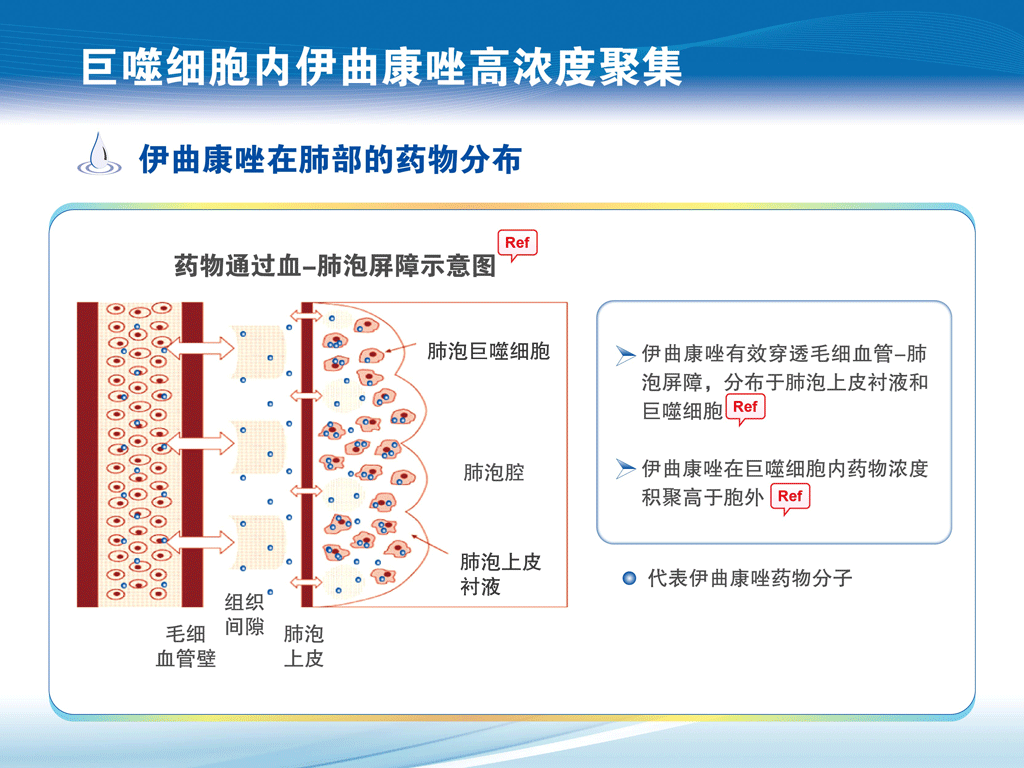 巨噬细胞内伊曲康唑高浓度聚集
伊曲康唑在肺部的药物分布
药物通过血–肺泡屏障示意图
Ref
肺泡巨噬细胞
肺泡腔
肺泡上皮
衬液
组织
间隙
毛细
血管壁
肺泡
上皮
伊曲康唑有效穿透毛细血管–肺
泡屏障，分布于肺泡上皮衬液和
巨噬细胞 Ref
伊曲康唑在巨噬细胞内药物浓度
积聚高于胞外 Ref
代表伊曲康唑药物分子